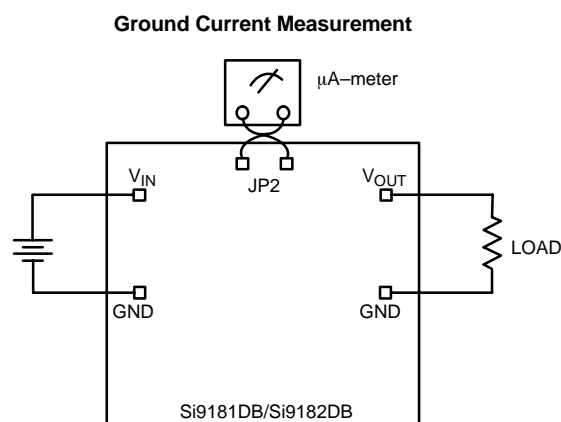 Ground Current Measurement
μA–meter
VIN
JP2
VOUT
LOAD
GND
GND
Si9181DB/Si9182DB